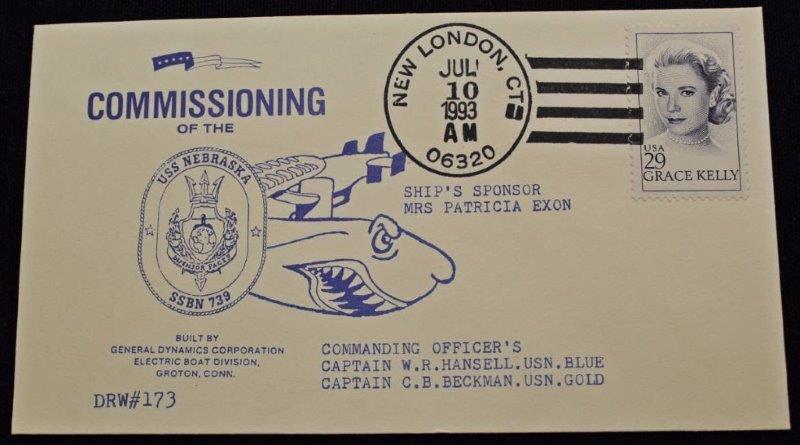 COMMISSIONING
OF THE
USS NEBRASKA
DEFENSOR PACIS
SSBN 739
BUILT BY
GENERAL DYNAMICS CORPORATION
ELECTRIC BOAT DIVISION,
GROTON, CONN.
DRW#173
NEW LONDON, CT
JUL
10
1993
AM
06320
SHIP'S SPONSOR
MRS PATRICIA EXON
USA
29
GRACE KELLY
COMMANDING OFFICER'S
CAPTAIN W.R.HANSELL.USN.BLUE
CAPTAIN C.B.BECKMAN.USN.GOLD